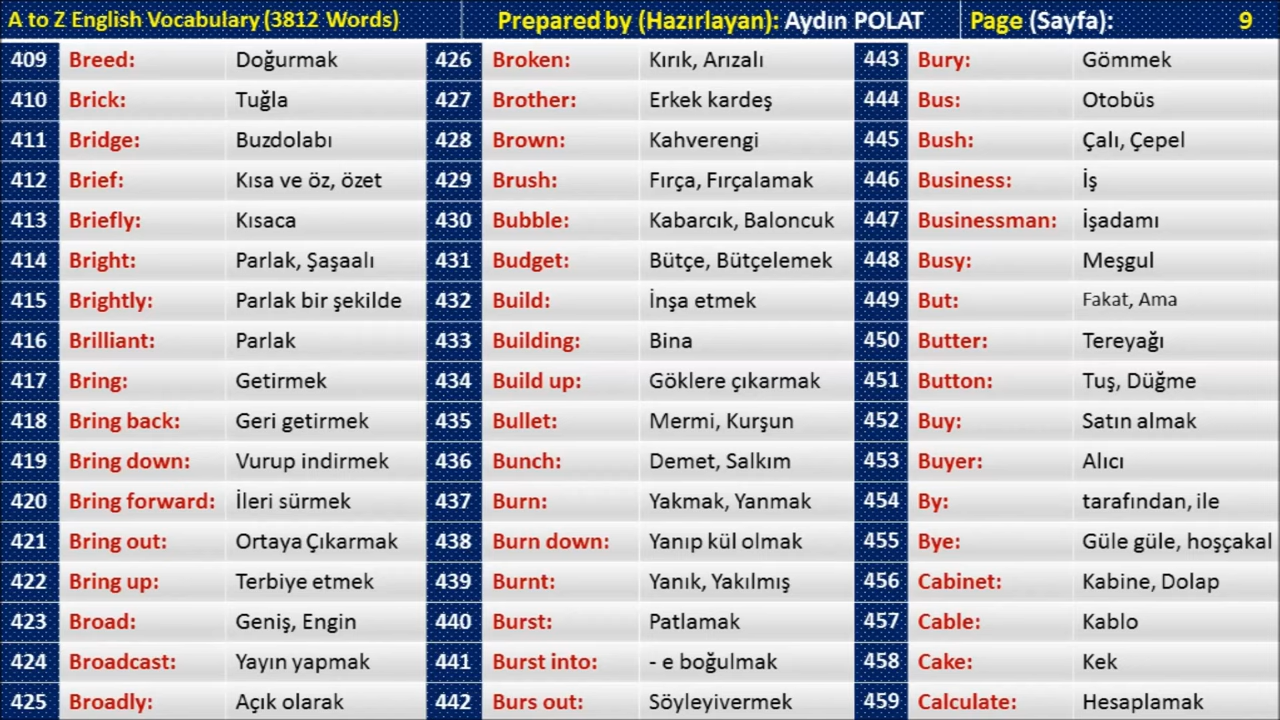 A to Z English Vocabulary (3812 Words) Prepared by (Hazırlayan): Aydın POLAT Page (Sayfa): 9
409 Breed: Doğurmak
410 Brick: Tuğla
411 Bridge: Buzdolabı
412 Brief: Kısa ve öz, özet
413 Briefly: Kısaca
414 Bright: Parlak, Şaşaalı
415 Brightly: Parlak bir şekilde
416 Brilliant: Parlak
417 Bring: Getirmek
418 Bring back: Geri getirmek
419 Bring down: Vurup indirmek
420 Bring forward: İleri sürmek
421 Bring out: Ortaya Çıkarmak
422 Bring up: Terbiye etmek
423 Broad: Geniş, Engin
424 Broadcast: Yayın yapmak
425 Broadly: Açık olarak
426 Broken: Kırık, Arızalı
427 Brother: Erkek kardeş
428 Brown: Kahverengi
429 Brush: Fırça, Fırçalamak
430 Bubble: Kabarcık, Baloncuk
431 Budget: Bütçe, Bütçelemek
432 Build: İnşa etmek
433 Building: Bina
434 Build up: Göklere çıkarmak
435 Bullet: Mermi, Kurşun
436 Bunch: Demet, Salkım
437 Burn: Yakmak, Yanmak
438 Burn down: Yanıp kül olmak
439 Burnt: Yanık, Yakılmış
440 Burst: Patlamak
441 Burst into: - e boğulmak
442 Burs out: Söyleyivermek
443 Bury: Gömmek
444 Bus: Otobüs
445 Bush: Çalı, Çepel
446 Business: İş
447 Businessman: İşadamı
448 Busy: Meşgul
449 But: Fakat, Ama
450 Butter: Tereyağı
451 Button: Tuş, Düğme
452 Buy: Satın almak
453 Buyer: Alıcı
454 By: tarafından, ile
455 Bye: Güle güle, hoşçakal
456 Cabinet: Kabine, Dolap
457 Cable: Kablo
458 Cake: Kek
459 Calculate: Hesaplamak